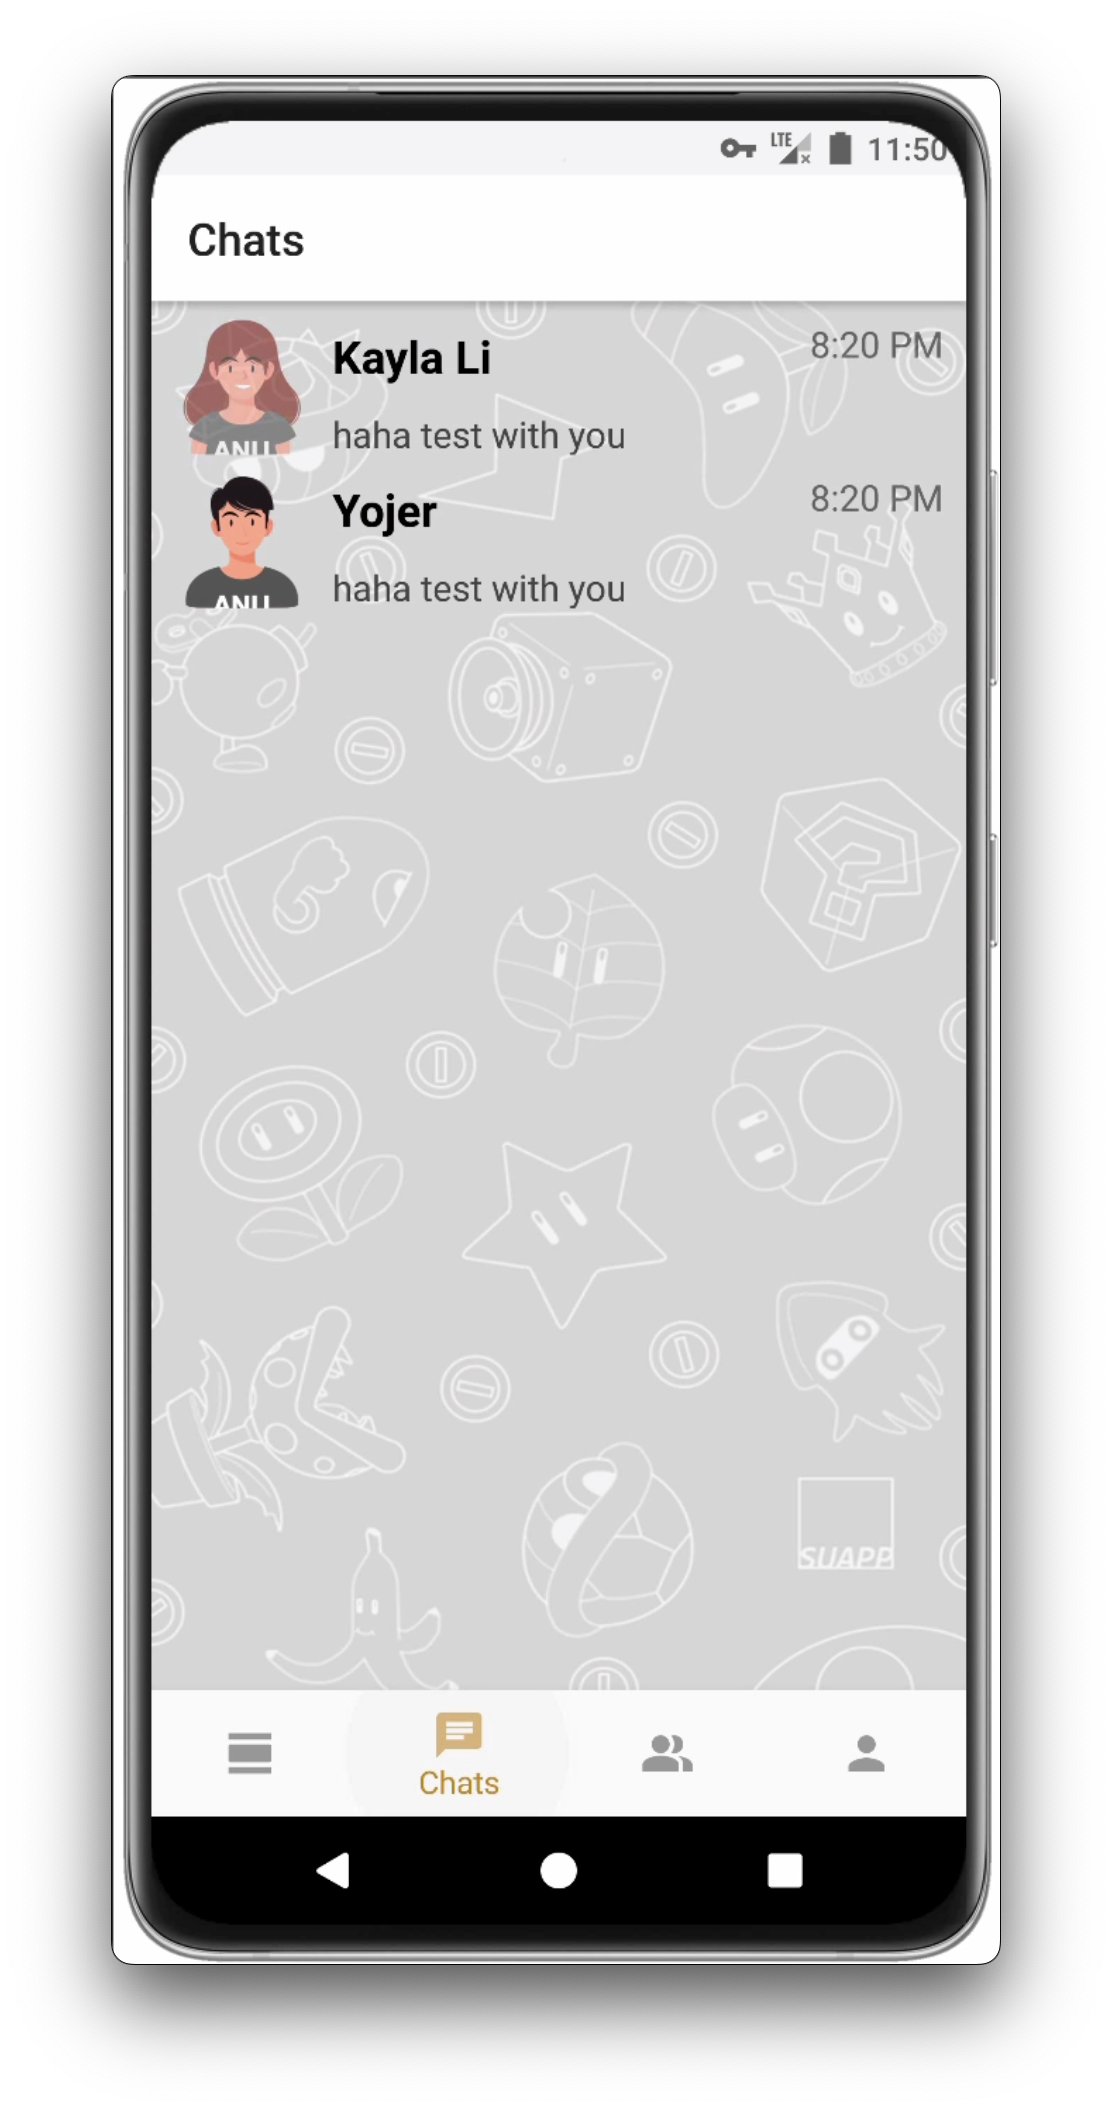 LTE 11:50
Chats
Kayla Li
8:20 PM
haha test with you
ANU
Yojer
8:20 PM
haha test with you
ANU
SUAPP
Chats